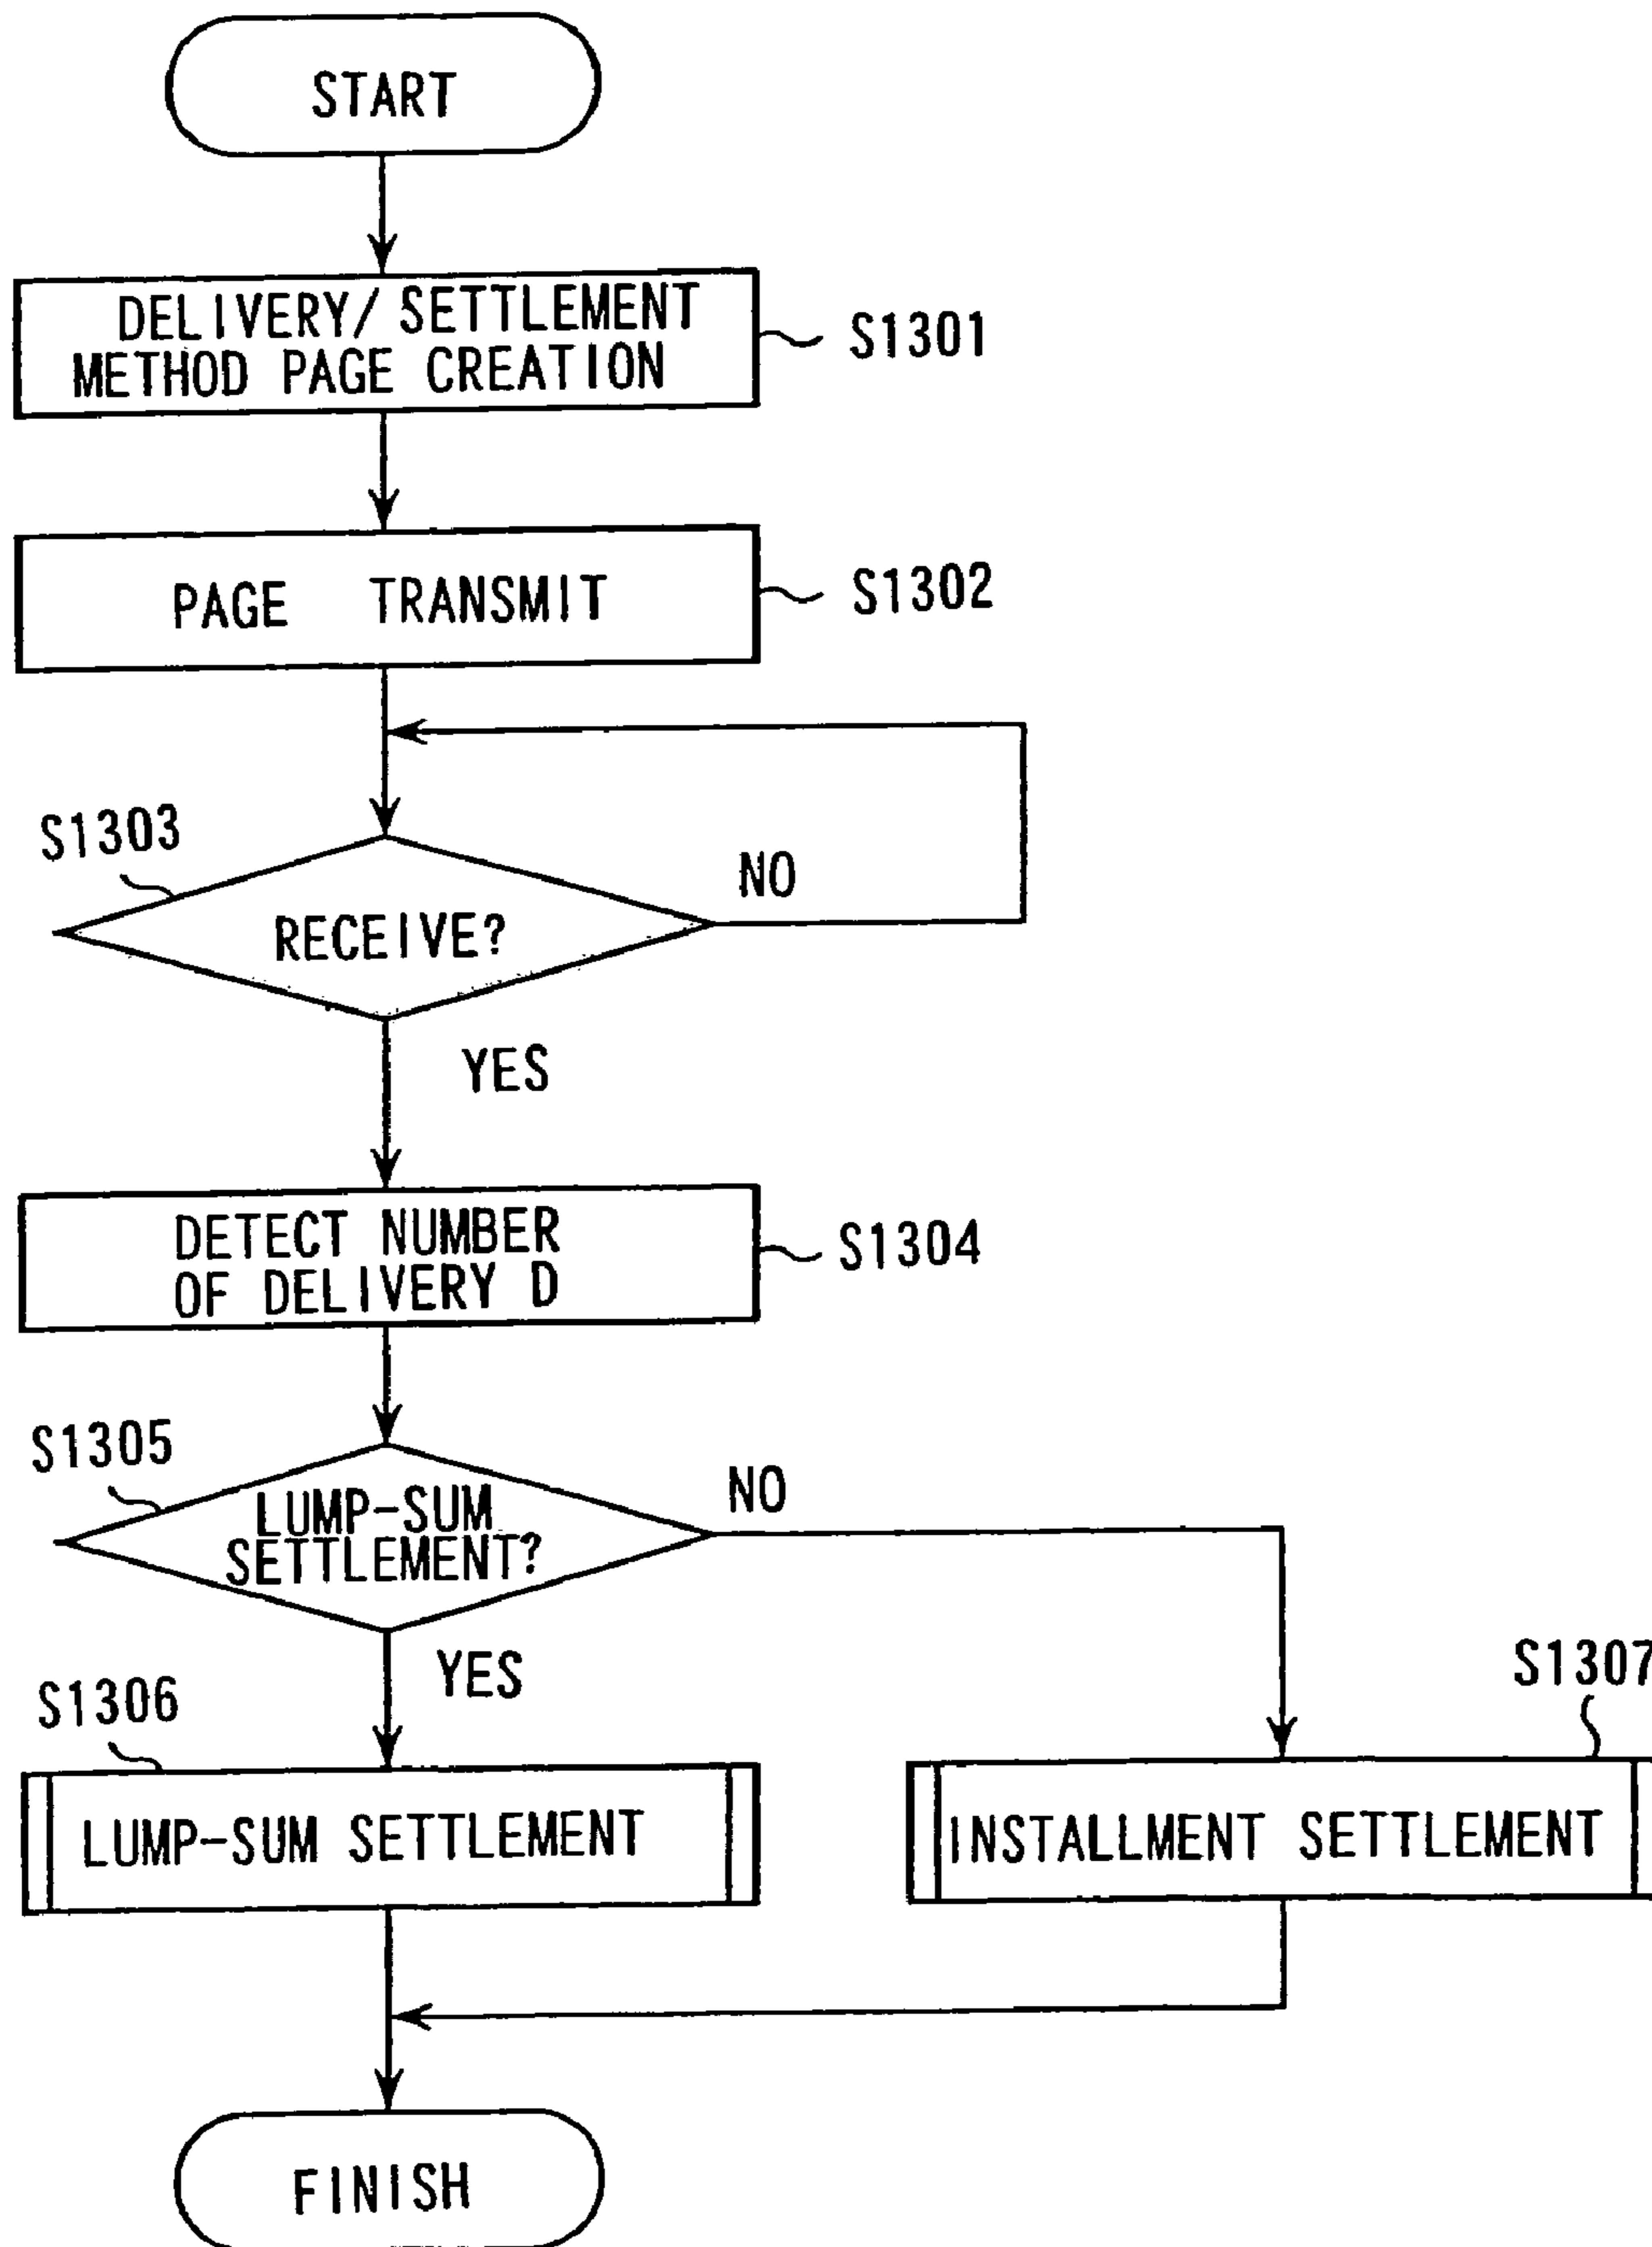 START
DELIVERY/ SETTLEMENT
METHOD PAGE CREATION
S1301
PAGE TRANSMIT
S1302
S1303
NO
RECEIVE?
YES
DETECT NUMBER
OF DELIVERY D
S1304
S1305
NO
LUMP-SUM
SETTLEMENT?
YES
S1306
S1307
LUMP-SUM SETTLEMENT
INSTALLMENT SETTLEMENT
FINISH